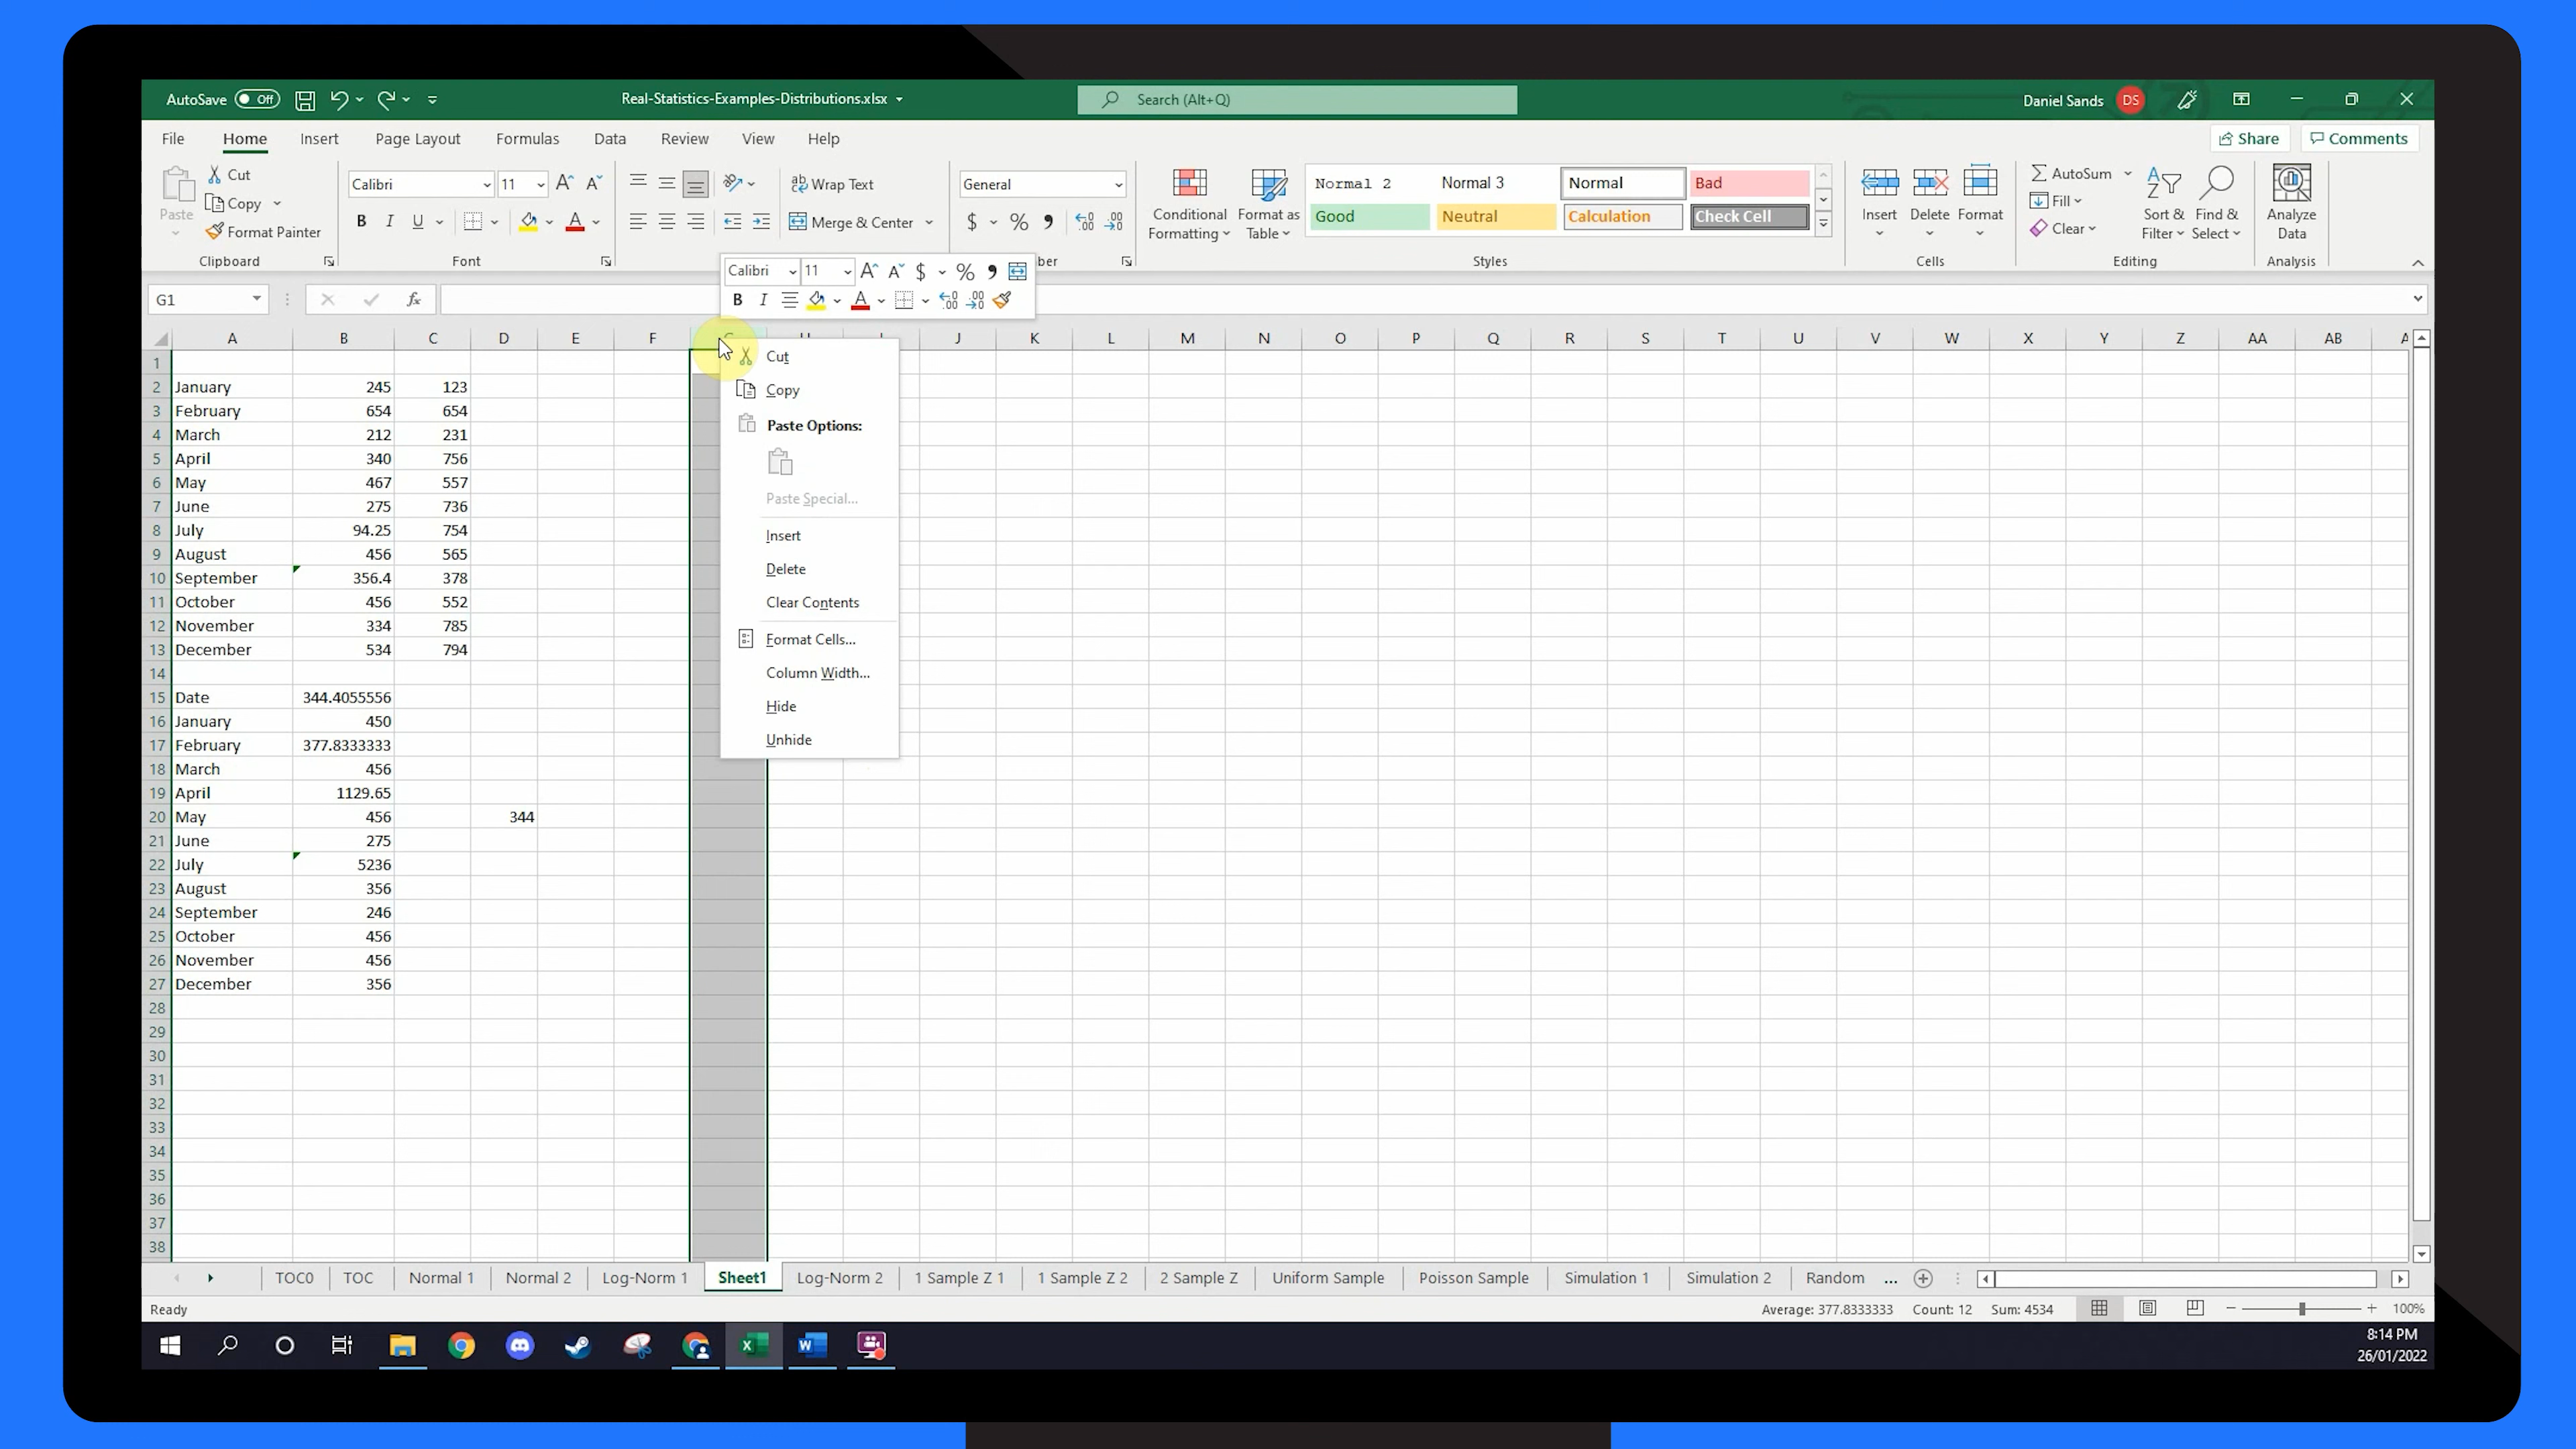 AutoSave Off Real-Statistics-Examples-Distributions.xlsx Search (Alt+Q) Daniel Sands DS
File Home Insert Page Layout Formulas Data Review View Help Share Comments
Paste
Cut
Copy
Format Painter
Clipboard
Calibri 11
B I U
Font
Wrap Text
Merge & Center
General
$ %
ber
Conditional Formatting
Format as Table
Normal 2 Normal 3 Normal Bad
Good Neutral Calculation Check Cell
Styles
Insert Delete Format
Cells
AutoSum
Fill
Clear
Sort & Filter
Find & Select
Editing
Analyze Data
Analysis
Calibri 11 $ %
B I
G1 fx
A B C D E F J K L M N O P Q R S T U V W X Y Z AA AB
1
2 January 245 123
3 February 654 654
4 March 212 231
5 April 340 756
6 May 467 557
7 June 275 736
8 July 94.25 754
9 August 456 565
10 September 356.4 378
11 October 456 552
12 November 334 785
13 December 534 794
14
15 Date 344.4055556
16 January 450
17 February 377.8333333
18 March 456
19 April 1129.65
20 May 456 344
21 June 275
22 July 5236
23 August 356
24 September 246
25 October 456
26 November 456
27 December 356
28
29
30
31
32
33
34
35
36
37
38
Cut
Copy
Paste Options:
Paste Special...
Insert
Delete
Clear Contents
Format Cells...
Column Width...
Hide
Unhide
TOC0 TOC Normal 1 Normal 2 Log-Norm 1 Sheet1 Log-Norm 2 1 Sample Z 1 1 Sample Z 2 2 Sample Z Uniform Sample Poisson Sample Simulation 1 Simulation 2 Random ...
Ready Average: 377.8333333 Count: 12 Sum: 4534 100%
8:14 PM
26/01/2022